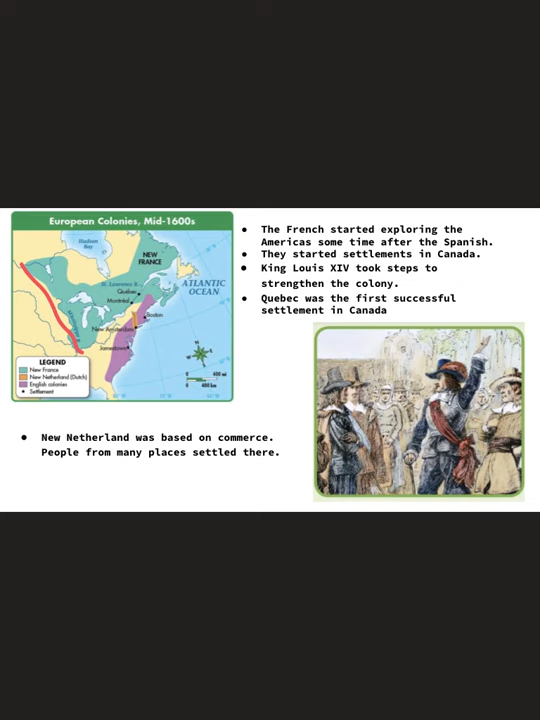 European Colonies, Mid-1600s
Hudson
Bay
NEW
FRANCE
St. Lawrence R.
Québec
Montréal
ATLANTIC
OCEAN
Boston
New Amsterdam
Jamestown
LEGEND
New France
New Netherland (Dutch)
English colonies
Settlement
400 mi
400 km
● The French started exploring the
Americas some time after the Spanish.
● They started settlements in Canada.
● King Louis XIV took steps to
strengthen the colony.
● Quebec was the first successful
settlement in Canada
● New Netherland was based on commerce.
People from many places settled there.